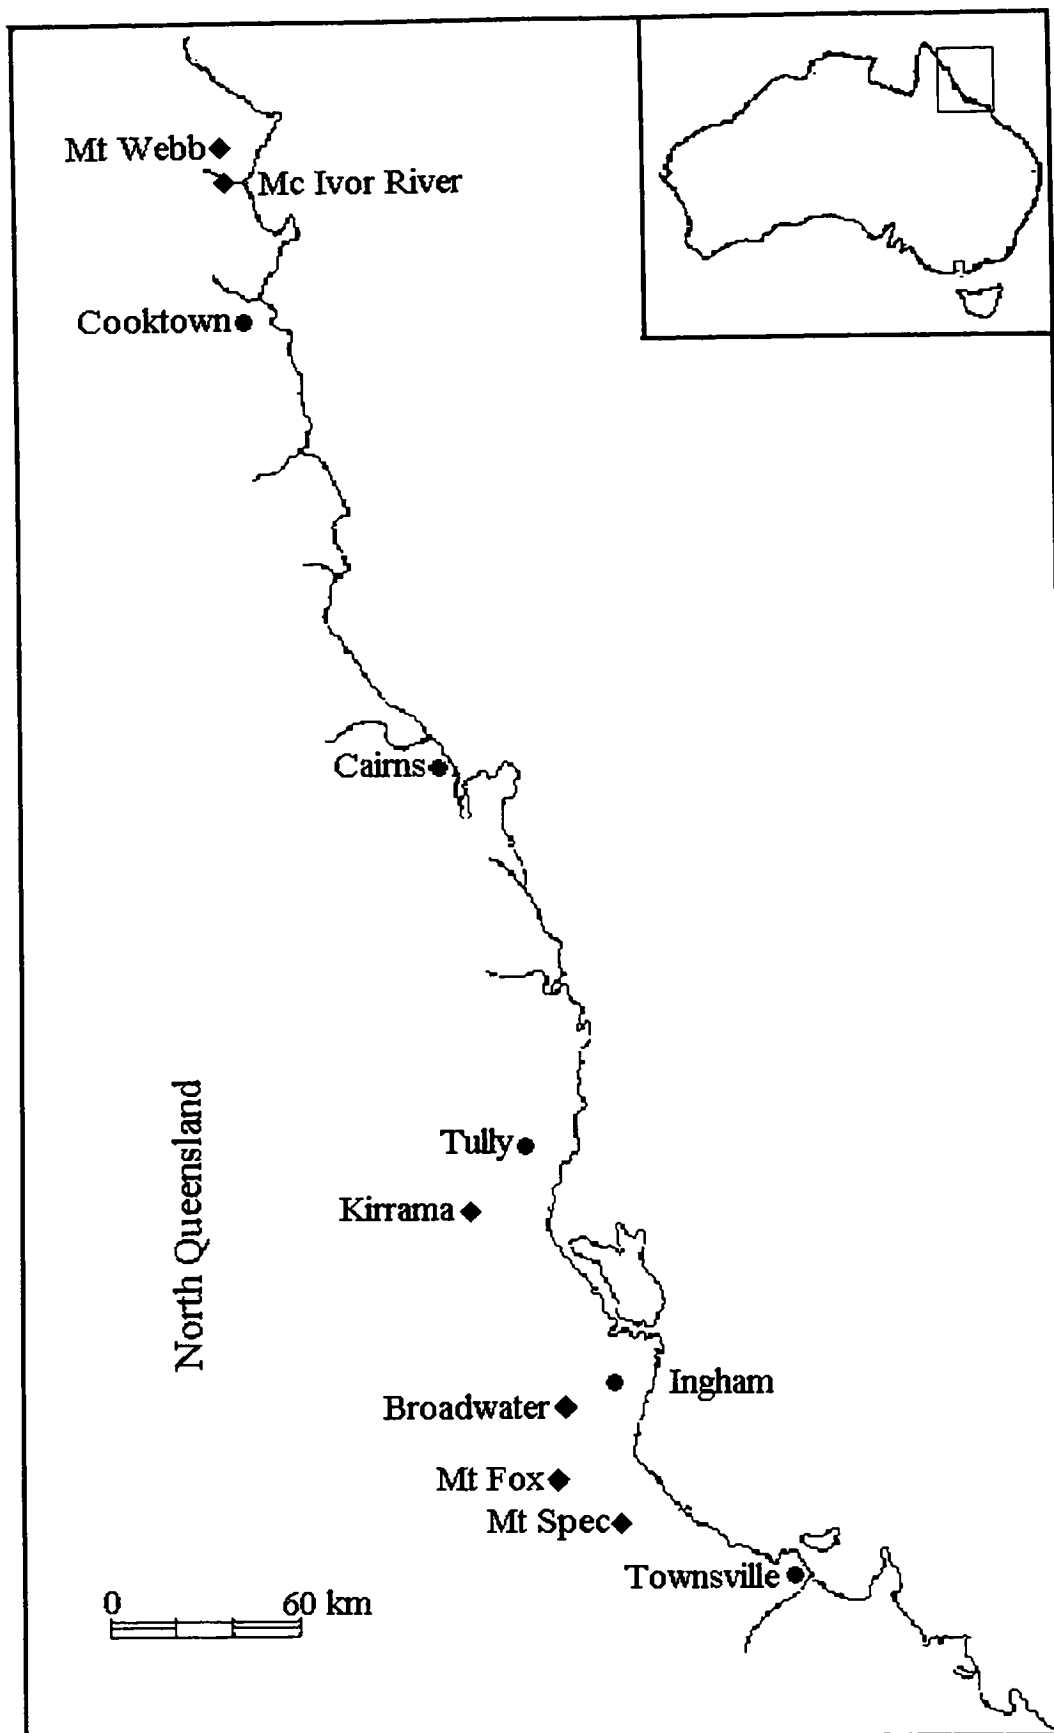 Mt Webb
Mc Ivor River
Cooktown
Cairns
Tully
Kirrama
North Queensland
Ingham
Broadwater
Mt Fox
Mt Spec
Townsville
0 60 km